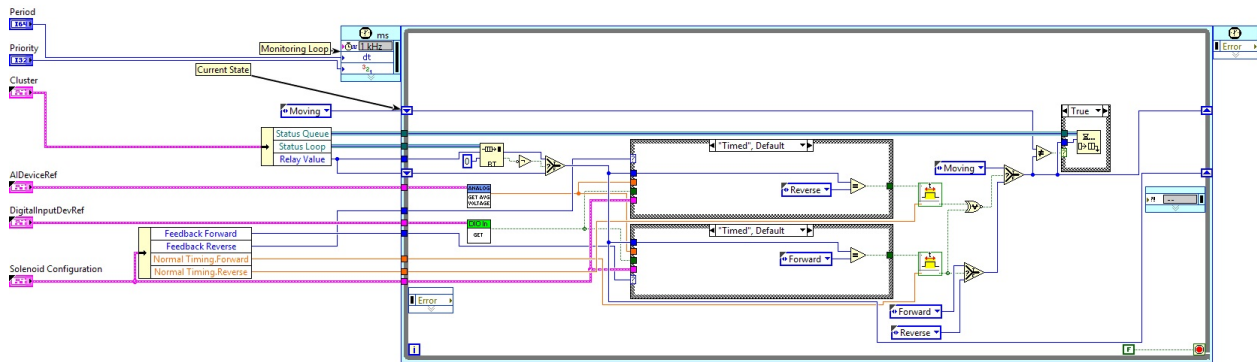 Period
I64
Priority
I32
Cluster
Monitoring Loop
ms
1 kHz
dt
Current State
Error
Moving
Status Queue
Status Loop
Relay Value
0
RT
True
"Timed", Default
Reverse
Moving
AIDeviceRef
ANALOG
GET AVG
VOLTAGE
DigitalInputDevRef
DIO In
GET
Feedback Forward
Feedback Reverse
Normal Timing.Forward
Normal Timing.Reverse
Solenoid Configuration
"Timed", Default
Forward
Error
Forward
Reverse
i
F